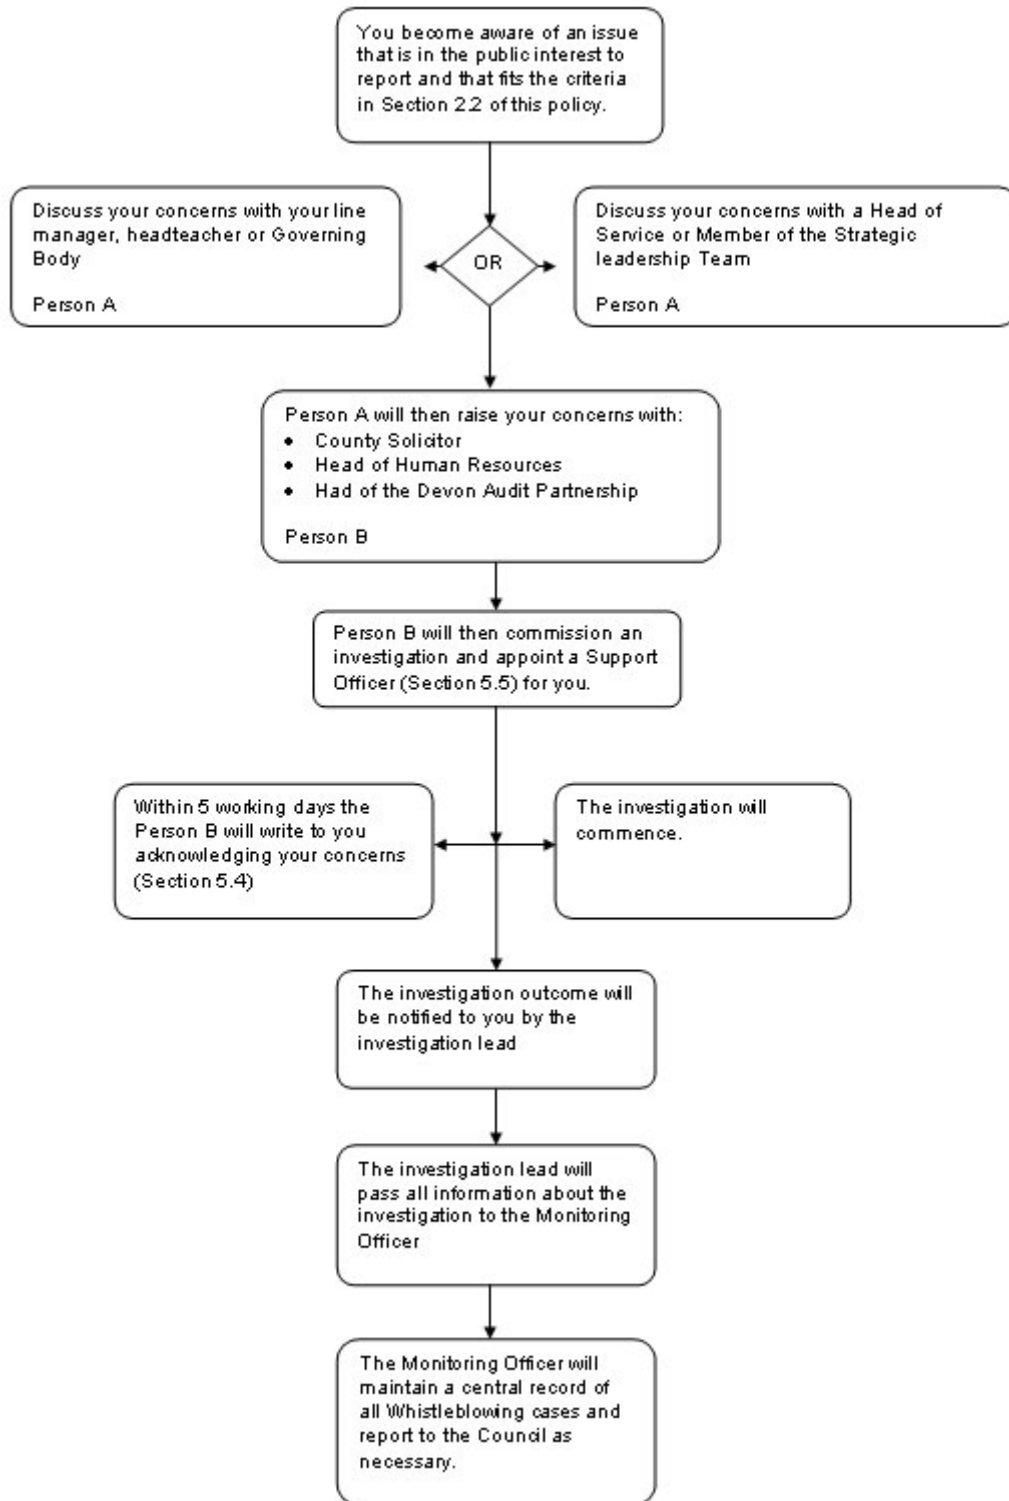 You become aware of an issue
that is in the public interest to
report and that fits the criteria
in Section 2.2 of this policy.
Discuss your concerns with your line
manager, headteacher or Governing
Body
Person A
OR
Discuss your concerns with a Head of
Service or Member of the Strategic
leadership Team
Person A
Person A will then raise your concerns with:
• County Solicitor
• Head of Human Resources
• Had of the Devon Audit Partnership
Person B
Person B will then commission an
investigation and appoint a Support
Officer (Section 5.5) for you.
Within 5 working days the
Person B will write to you
acknowledging your concerns
(Section 5.4)
The investigation will
commence.
The investigation outcome will
be notified to you by the
investigation lead
The investigation lead will
pass all information about the
investigation to the Monitoring
Officer
The Monitoring Officer will
maintain a central record of
all Whistleblowing cases and
report to the Council as
necessary.